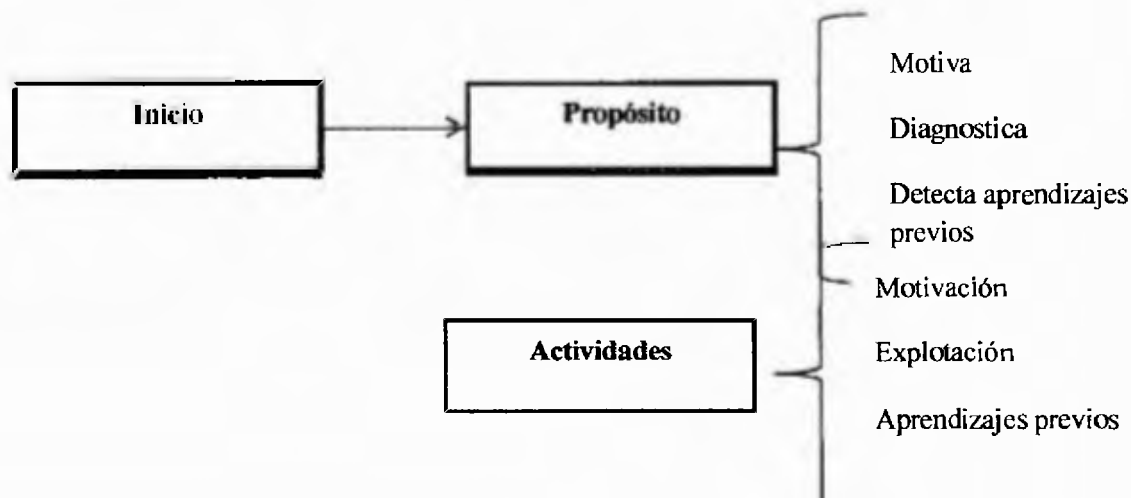 Inicio
Propósito
Motiva
Diagnostica
Detecta aprendizajes
previos
Actividades
Motivación
Explotación
Aprendizajes previos